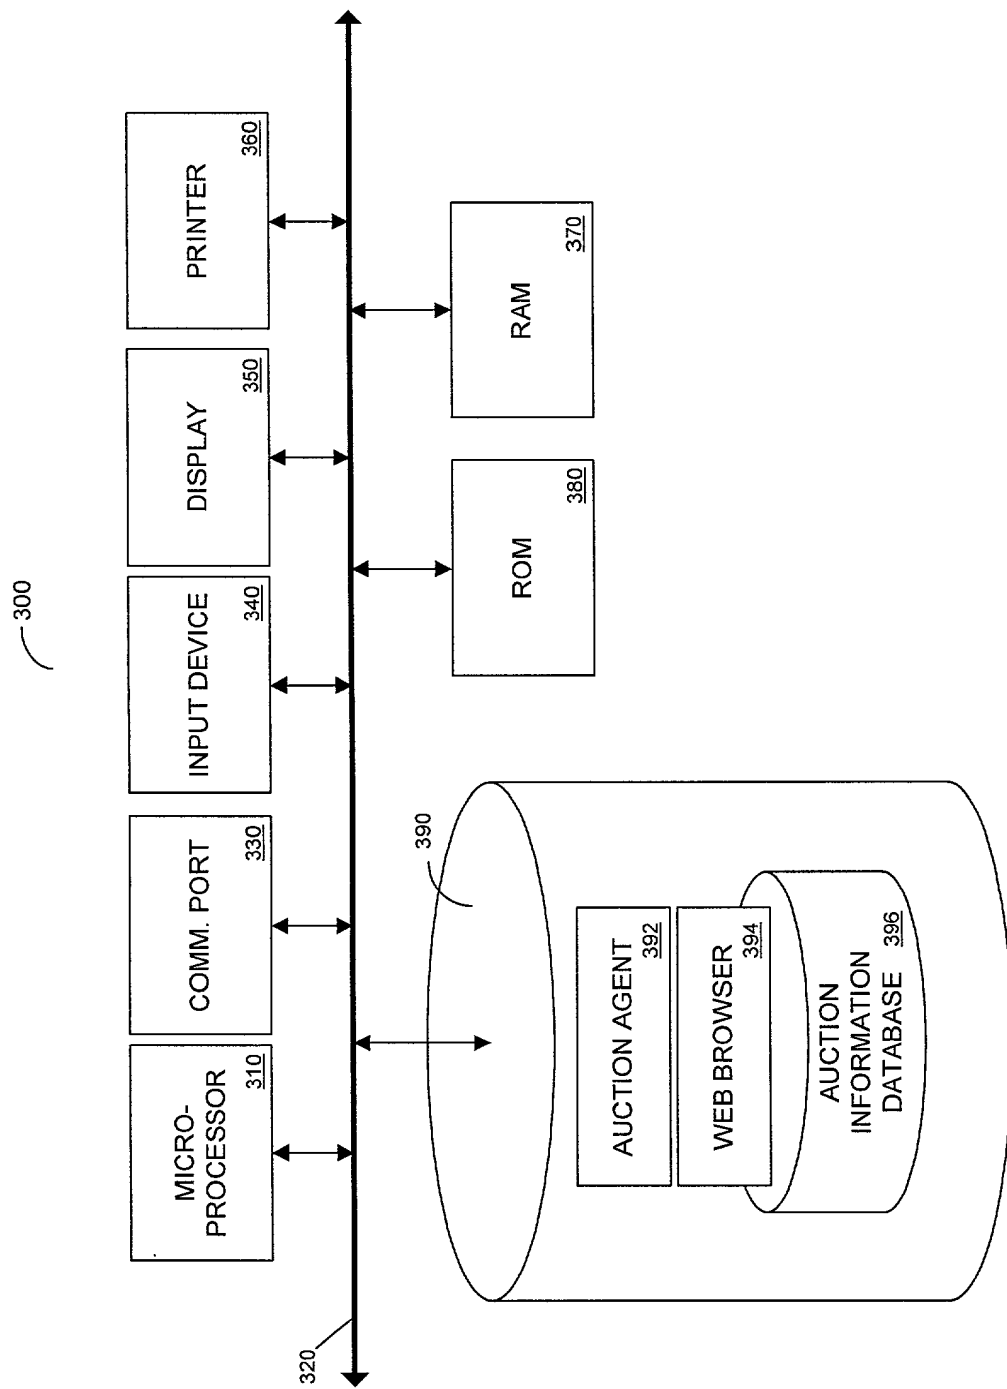 300
MICRO-
PROCESSOR
310
COMM. PORT
330
INPUT DEVICE
340
DISPLAY
350
PRINTER
360
320
390
ROM
380
RAM
370
AUCTION AGENT
392
WEB BROWSER
394
AUCTION
INFORMATION
DATABASE
396